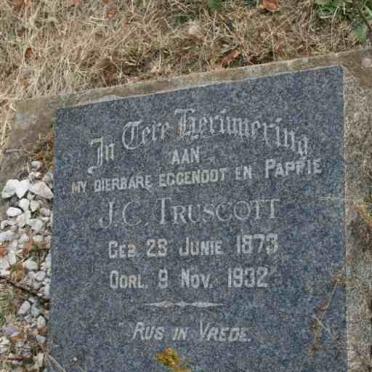 In Tere Herinnering
AAN
MY DIERBARE EGGENOOT EN PAPPIE
J.C. TRUSCOTT
GEB. 28 JUNIE 1873
OORL. 9 NOV. 1932
RUS IN VREDE.